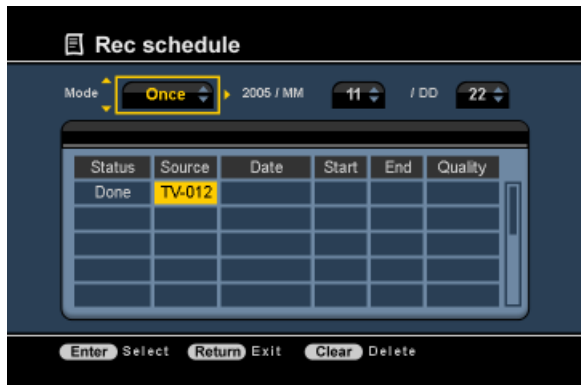 Rec schedule
Mode Once 2005 / MM 11 / DD 22
Status Source Date Start End Quality
Done TV-012
Enter Select Return Exit Clear Delete